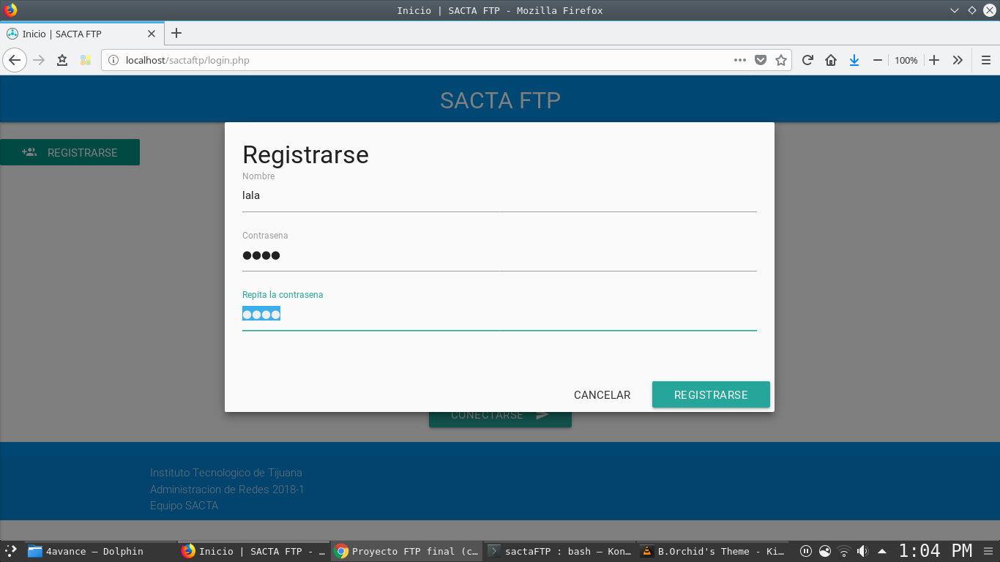 Inicio | SACTA FTP - Mozilla Firefox
Inicio | SACTA FTP
localhost/sactaftp/login.php
100%
SACTA FTP
REGISTRARSE
Registrarse
Nombre
lala
Contrasena
Repita la contrasena
CANCELAR
REGISTRARSE
CONECTARSE
Instituto Tecnologico de Tijuana
Administracion de Redes 2018-1
Equipo SACTA
4avance — Dolphin
Inicio | SACTA FTP - ...
Proyecto FTP final (c...
sactaFTP : bash — Kon...
B.Orchid's Theme - Ki...
1:04 PM